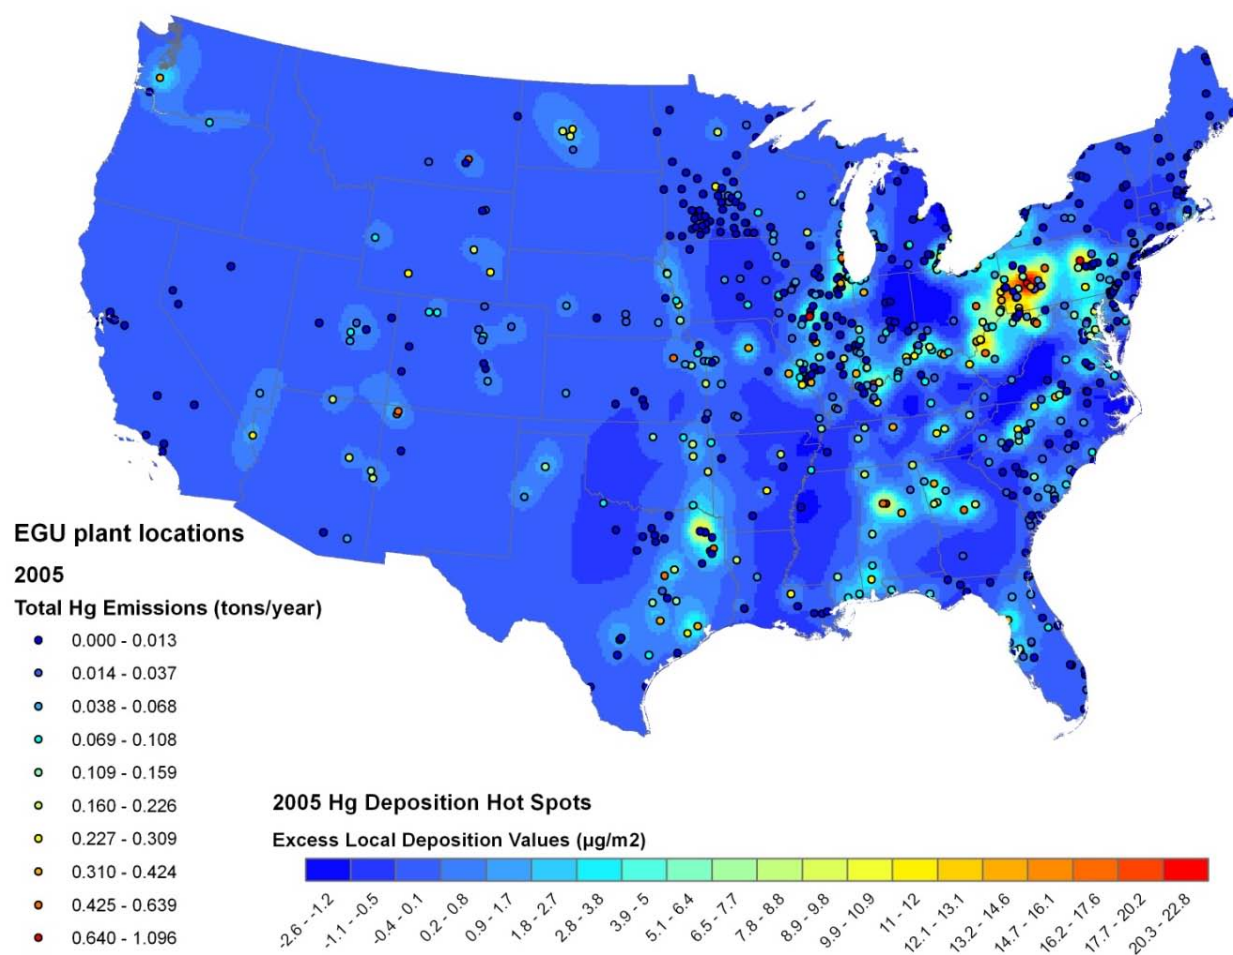 EGU plant locations
2005
Total Hg Emissions (tons/year)
0.000 - 0.013
0.014 - 0.037
0.038 - 0.068
0.069 - 0.108
0.109 - 0.159
0.160 - 0.226
0.227 - 0.309
0.310 - 0.424
0.425 - 0.639
0.640 - 1.096
2005 Hg Deposition Hot Spots
Excess Local Deposition Values (µg/m2)
-2.6 - -1.2
-1.1 - -0.5
-0.4 - 0.1
0.2 - 0.8
0.9 - 1.7
1.8 - 2.7
2.8 - 3.8
3.9 - 5
5.1 - 6.4
6.5 - 7.7
7.8 - 8.8
8.9 - 9.8
9.9 - 10.9
11 - 12
12.1 - 13.1
13.2 - 14.6
14.7 - 16.1
16.2 - 17.6
17.7 - 20.2
20.3 - 22.8